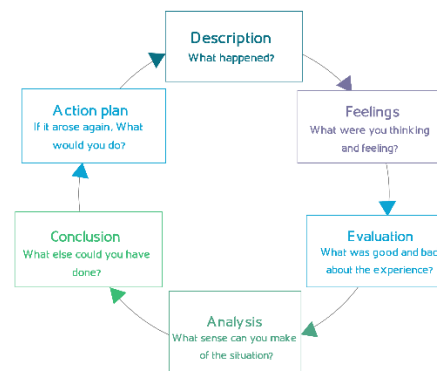 Description
What happened?
Feelings
What were you thinking
and feeling?
Evaluation
What was good and bad
about the experience?
Analysis
What sense can you make
of the situation?
Conclusion
What else could you have
done?
Action plan
If it arose again, What
would you do?